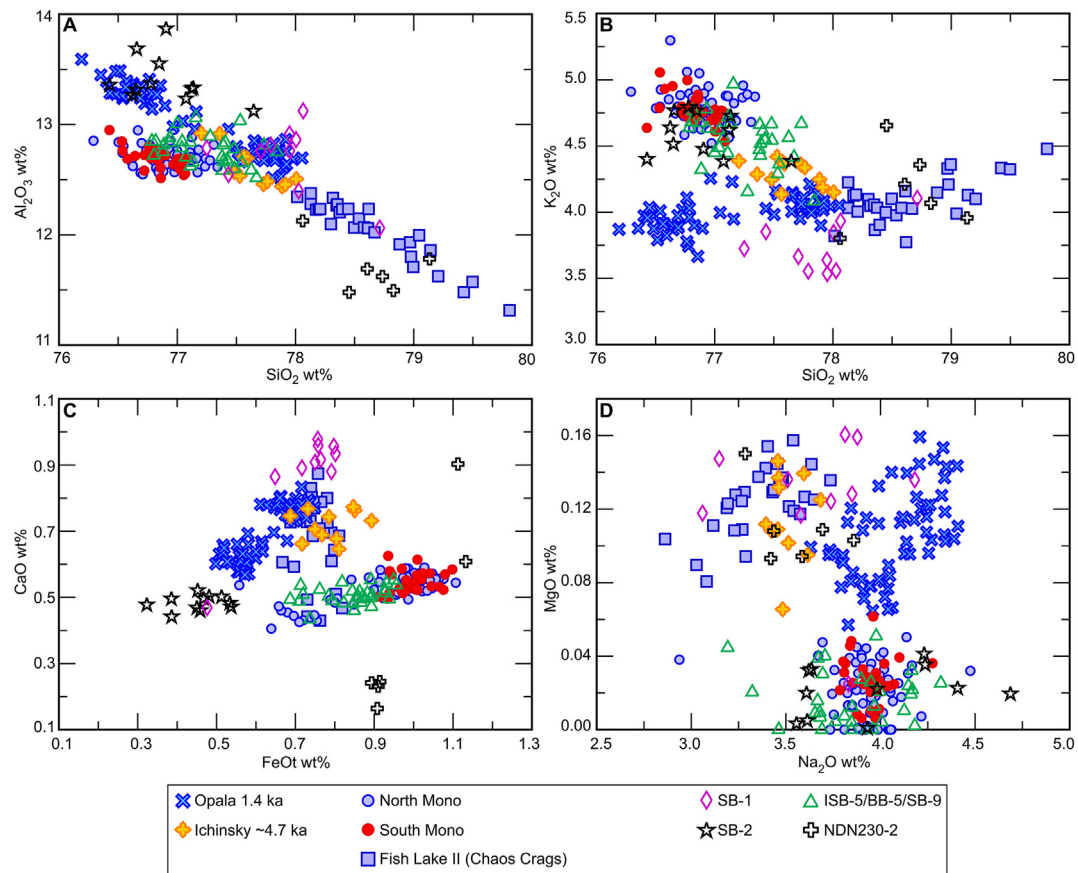 A
14
13
12
11
Al₂O₃ wt%
76
77
78
79
80
SiO₂ wt%
B
5.5
5.0
4.5
4.0
3.5
3.0
K₂O wt%
76
77
78
79
80
SiO₂ wt%
C
1.1
0.9
0.7
0.5
0.3
0.1
CaO wt%
0.1
0.3
0.5
0.7
0.9
1.1
1.3
FeOt wt%
D
0.16
0.12
0.08
0.04
0.00
MgO wt%
2.5
3.0
3.5
4.0
4.5
5.0
Na₂O wt%
Opala 1.4 ka
North Mono
SB-1
ISB-5/BB-5/SB-9
Ichinsky ~4.7 ka
South Mono
SB-2
NDN230-2
Fish Lake II (Chaos Crags)